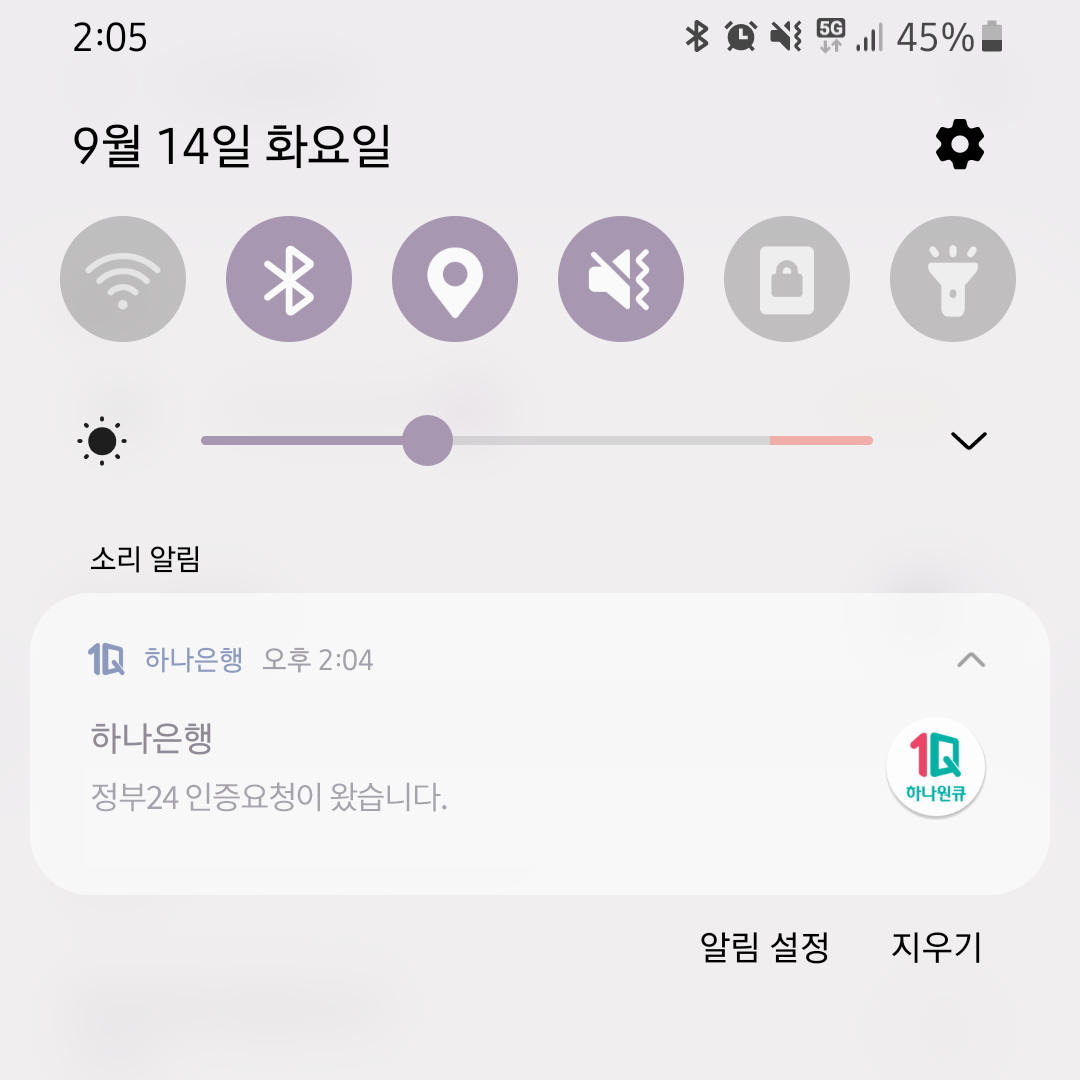 2:05
5G
45%
9월 14일 화요일
소리 알림
1Q 하나은행 오후 2:04
하나은행
정부24 인증요청이 왔습니다.
1Q
하나원큐
알림 설정 지우기